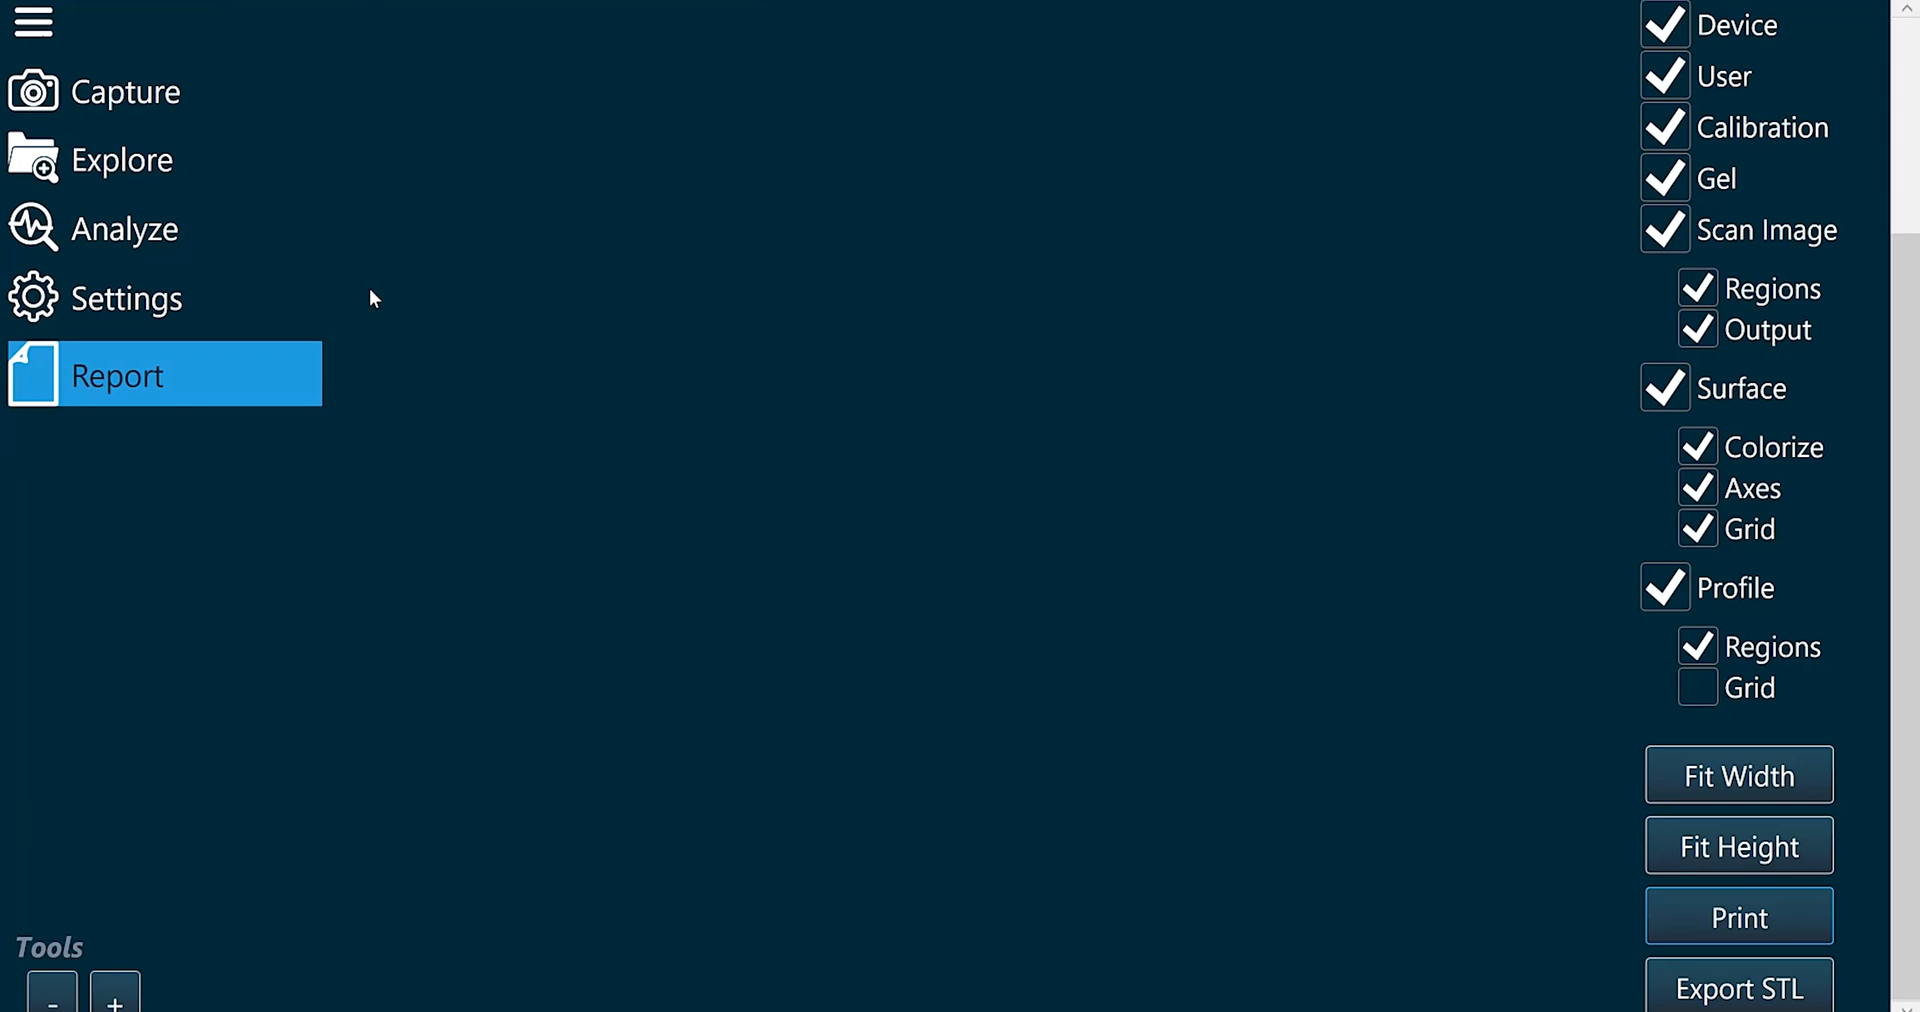 Capture
Explore
Analyze
Settings
Report
Tools
-
+
Device
User
Calibration
Gel
Scan Image
Regions
Output
Surface
Colorize
Axes
Grid
Profile
Regions
Grid
Fit Width
Fit Height
Print
Export STL